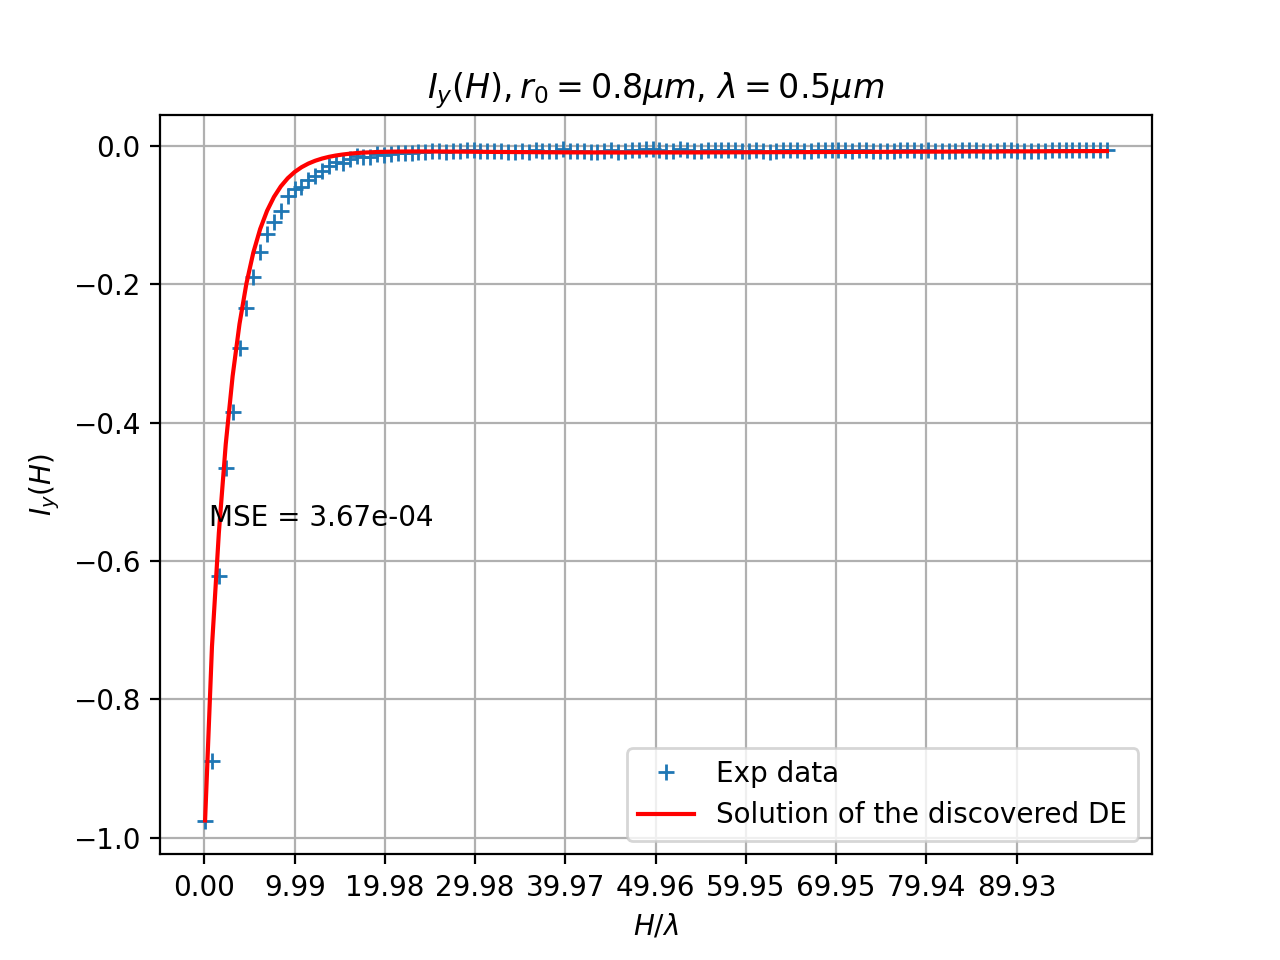 I_y(H), r_0 = 0.8μm, λ = 0.5μm
0.0
−0.2
−0.4
−0.6
−0.8
−1.0
I_y(H)
MSE = 3.67e-04
Exp data
Solution of the discovered DE
0.00 9.99 19.98 29.98 39.97 49.96 59.95 69.95 79.94 89.93
H/λ